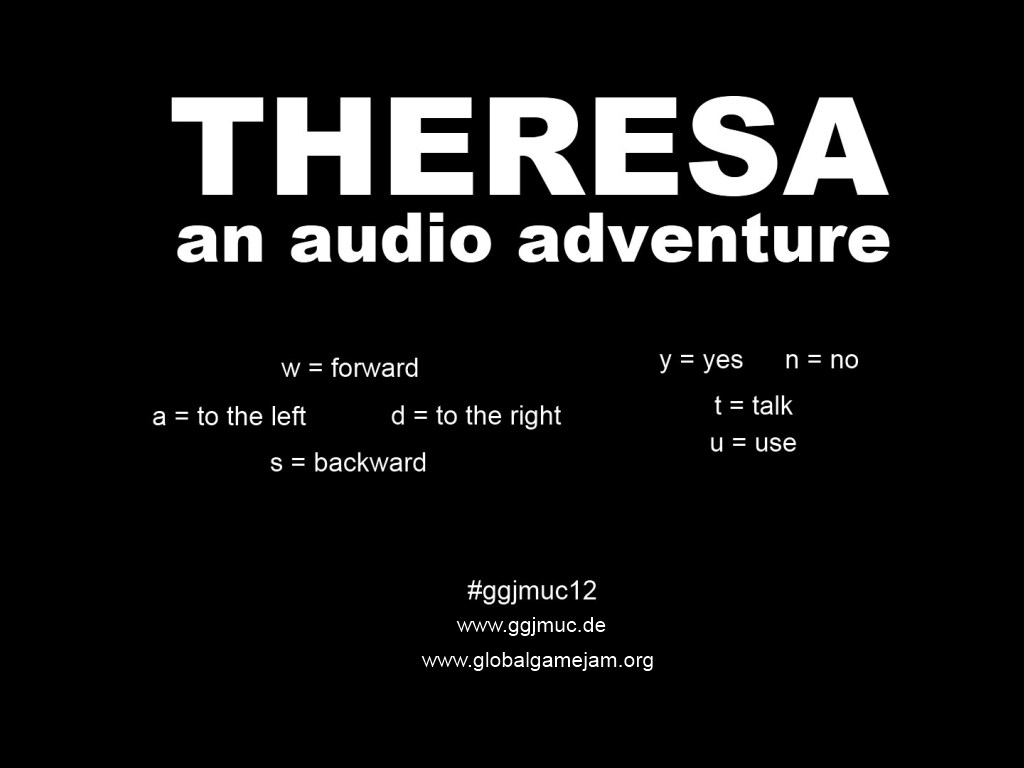 THERESA
an audio adventure
w = forward
a = to the left d = to the right
s = backward
y = yes n = no
t = talk
u = use
#ggjmuc12
www.ggjmuc.de
www.globalgamejam.org